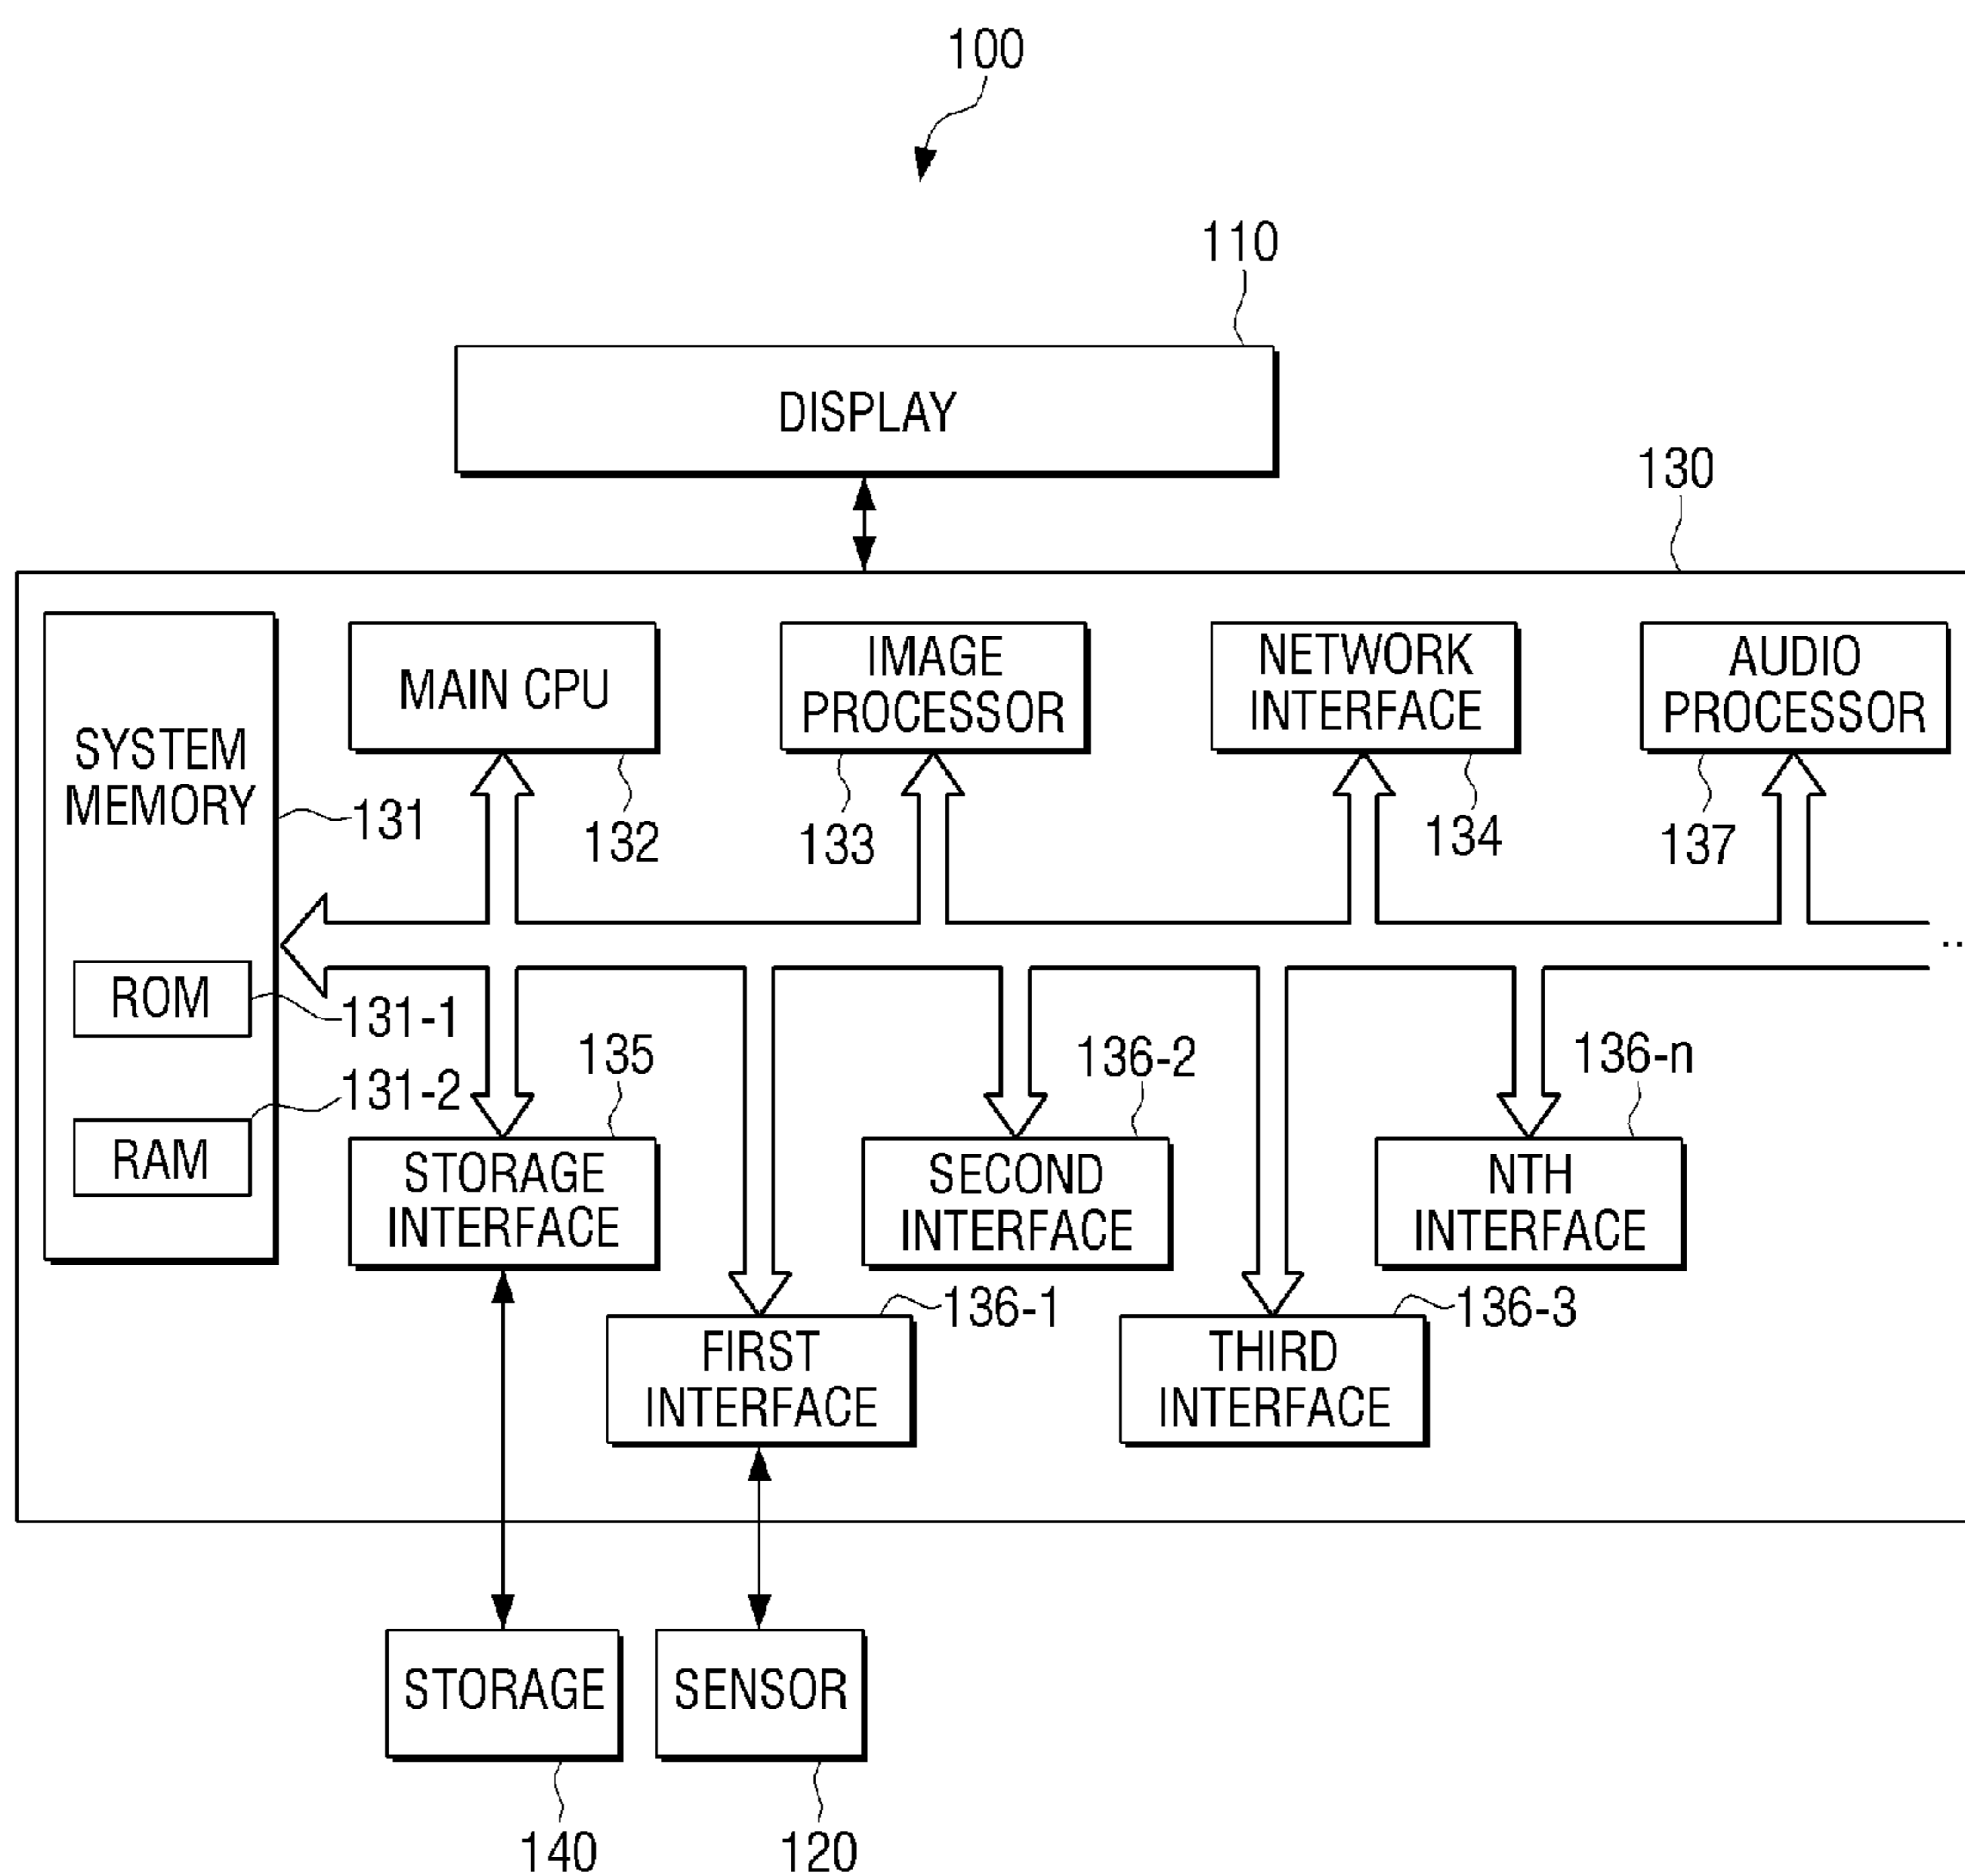 100
110
DISPLAY
130
SYSTEM
MEMORY
131
ROM
131-1
131-2
RAM
MAIN CPU
132
IMAGE
PROCESSOR
133
NETWORK
INTERFACE
134
AUDIO
PROCESSOR
137
..
135
STORAGE
INTERFACE
136-2
SECOND
INTERFACE
136-n
NTH
INTERFACE
136-1
FIRST
INTERFACE
136-3
THIRD
INTERFACE
STORAGE
140
SENSOR
120